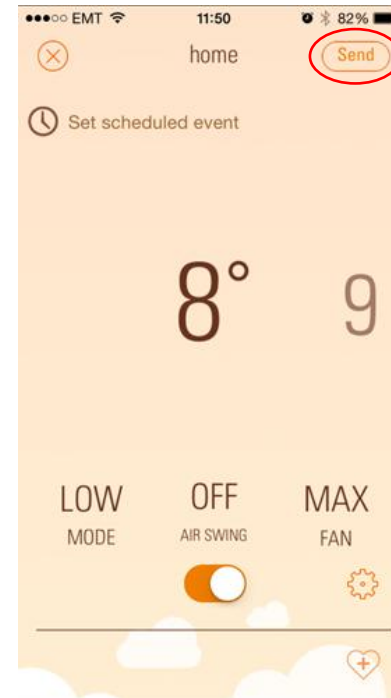 EMT 11:50 82%
home Send
Set scheduled event
8° 9
LOW OFF MAX
MODE AIR SWING FAN